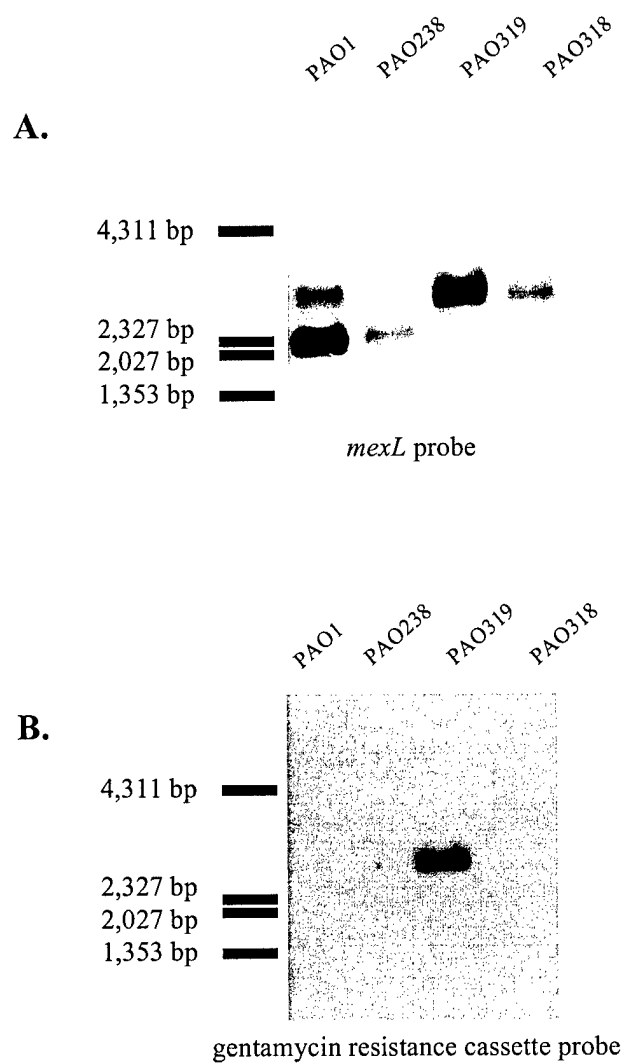 PAO1 PAO238 PAO319 PAO318
A.
4,311 bp
2,327 bp
2,027 bp
1,353 bp
mexL probe
PAO1 PAO238 PAO319 PAO318
B.
4,311 bp
2,327 bp
2,027 bp
1,353 bp
gentamycin resistance cassette probe